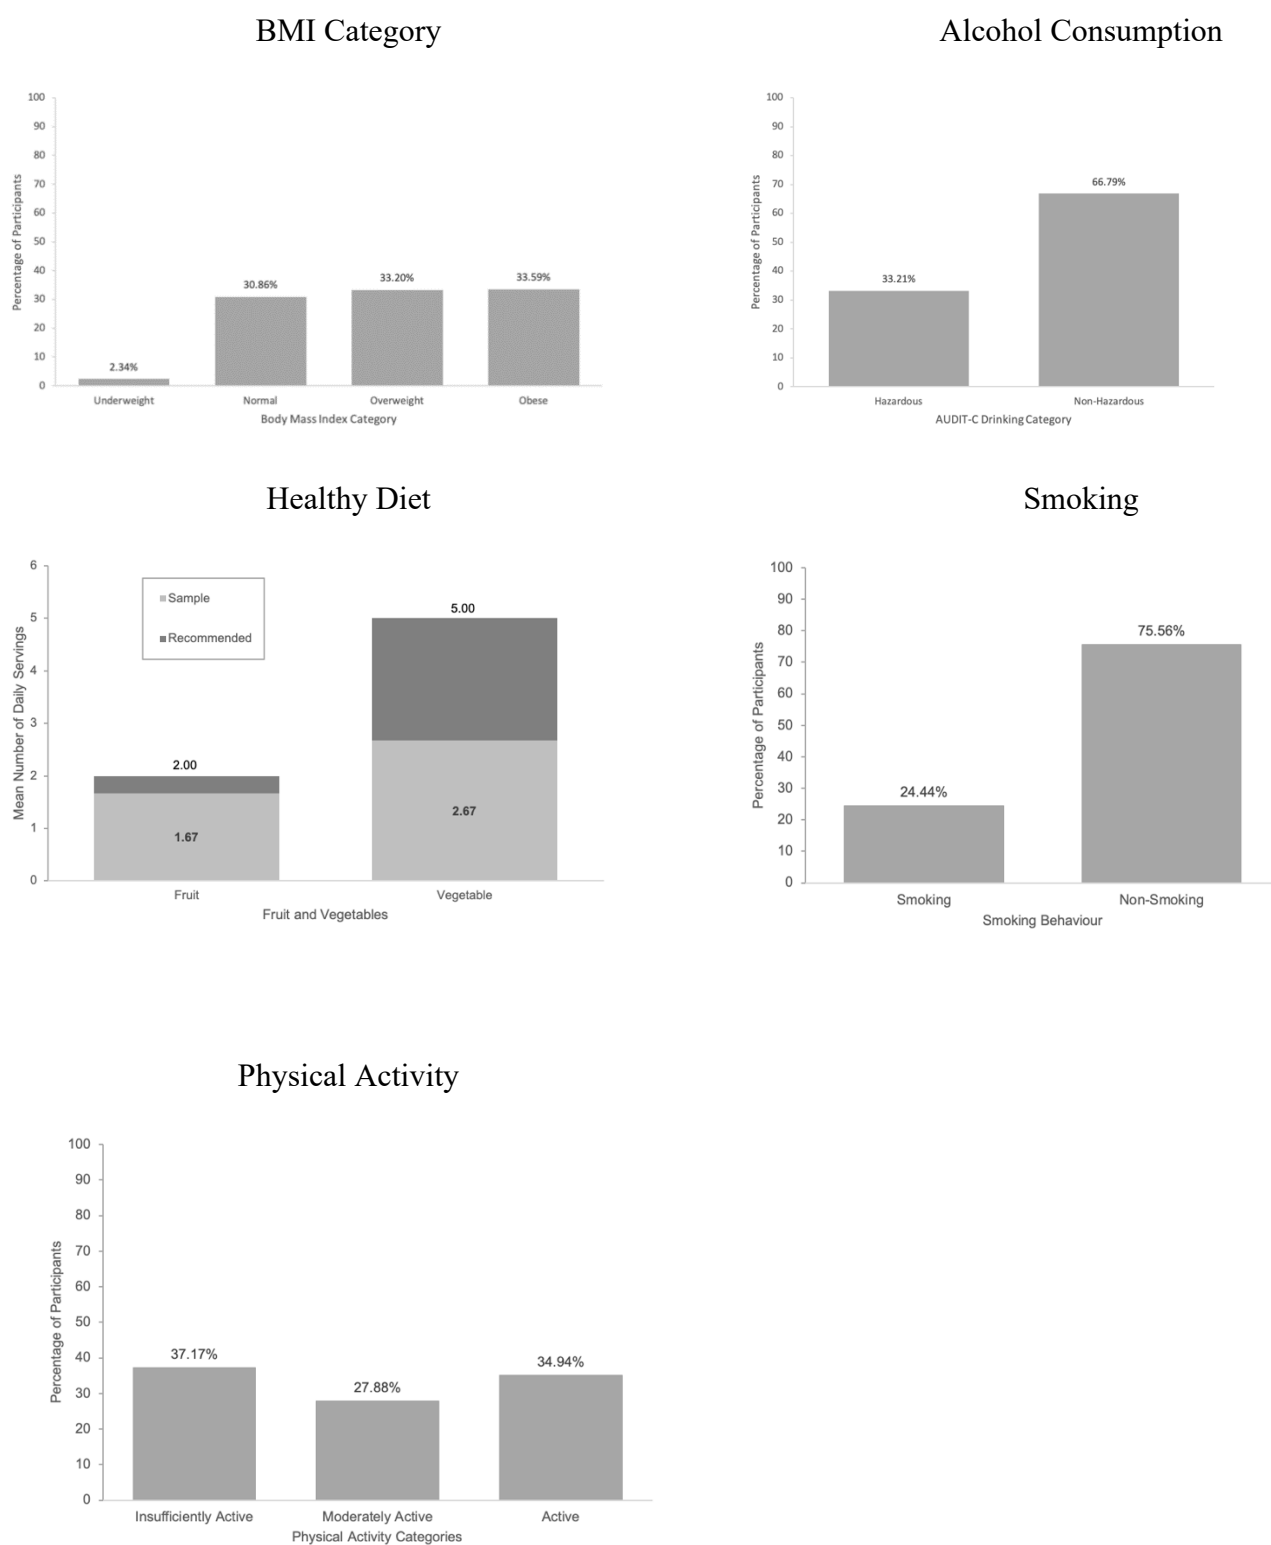 BMI Category
100
90
80
70
60
50
40
30
20
10
0
Percentage of Participants
2.34%
30.86%
33.20%
33.59%
Underweight
Normal
Overweight
Obese
Body Mass Index Category
Alcohol Consumption
100
90
80
70
60
50
40
30
20
10
0
Percentage of Participants
33.21%
66.79%
Hazardous
Non-Hazardous
AUDIT-C Drinking Category
Healthy Diet
6
5
4
3
2
1
0
Mean Number of Daily Servings
Sample
Recommended
2.00
1.67
5.00
2.67
Fruit
Vegetable
Fruit and Vegetables
Smoking
100
90
80
70
60
50
40
30
20
10
0
Percentage of Participants
24.44%
75.56%
Smoking
Non-Smoking
Smoking Behaviour
Physical Activity
100
90
80
70
60
50
40
30
20
10
0
Percentage of Participants
37.17%
27.88%
34.94%
Insufficiently Active
Moderately Active
Active
Physical Activity Categories